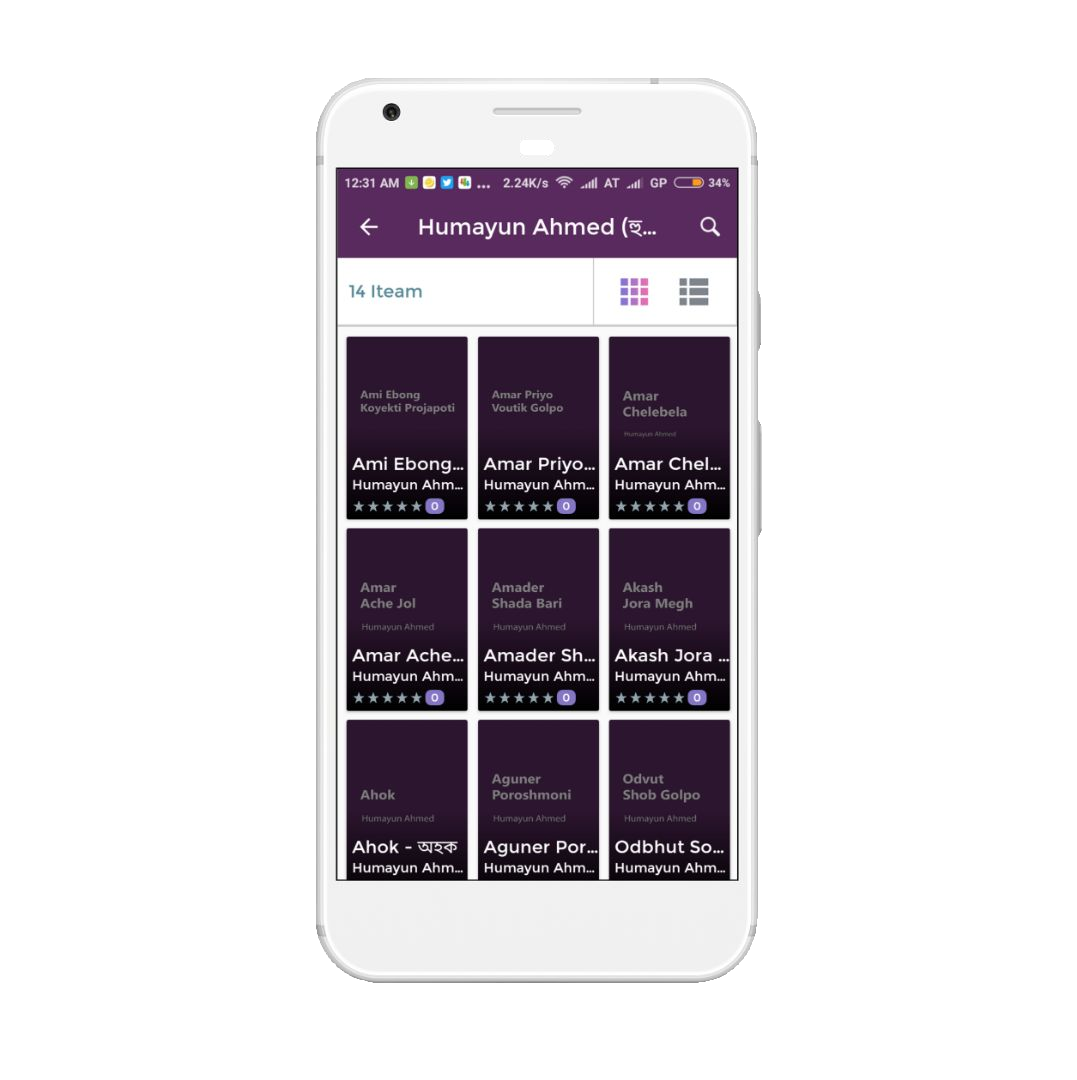 12:31 AM ... 2.24K/s AT GP 34%
Humayun Ahmed (হু...
14 Iteam
Ami Ebong
Koyekti Projapoti
Ami Ebong...
Humayun Ahm...
0
Amar Priyo
Voutik Golpo
Amar Priyo...
Humayun Ahm...
0
Amar
Chelebela
Humayun Ahmed
Amar Chel...
Humayun Ahm...
0
Amar
Ache Jol
Humayun Ahmed
Amar Ache...
Humayun Ahm...
0
Amader
Shada Bari
Humayun Ahmed
Amader Sh...
Humayun Ahm...
0
Akash
Jora Megh
Humayun Ahmed
Akash Jora ...
Humayun Ahm...
0
Ahok
Humayun Ahmed
Ahok - অহক
Humayun Ahm...
Aguner
Poroshmoni
Humayun Ahmed
Aguner Por...
Humayun Ahm...
Odvut
Shob Golpo
Humayun Ahmed
Odbhut So...
Humayun Ahm...